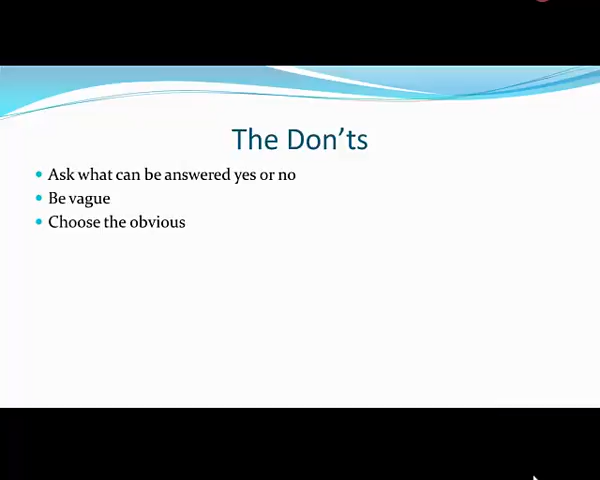 The Don'ts
Ask what can be answered yes or no
Be vague
Choose the obvious